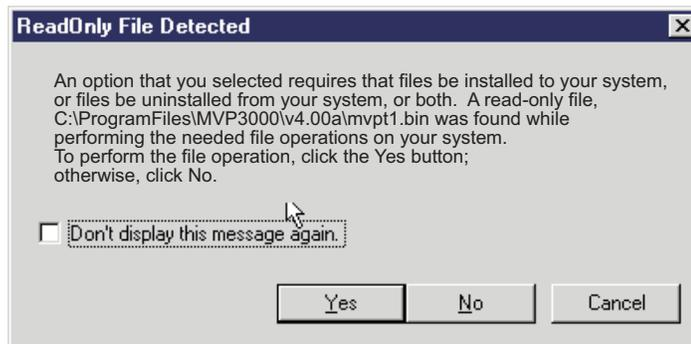 ReadOnly File Detected
An option that you selected requires that files be installed to your system,
or files be uninstalled from your system, or both.  A read-only file,
C:\ProgramFiles\MVP3000\v4.00a\mvpt1.bin was found while
performing the needed file operations on your system.
To perform the file operation, click the Yes button;
otherwise, click No.
Don't display this message again.
Yes No Cancel